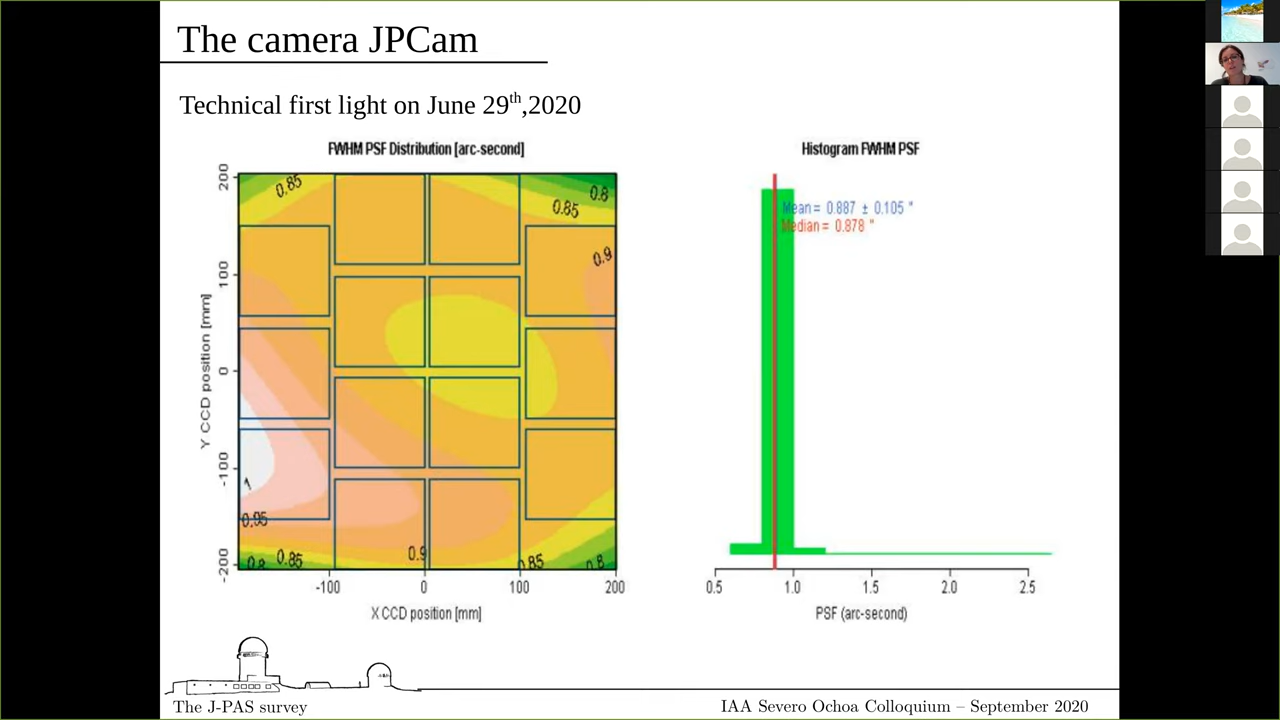 The camera JPCam
Technical first light on June 29th,2020
FWHM PSF Distribution [arc-second]
200
100
0
-100
-200
Y CCD position [mm]
0.85
0.8
0.85
0.9
1
0.95
0.8
0.85
0.9
0.85
0.8
-100
0
100
200
X CCD position [mm]
Histogram FWHM PSF
Mean = 0.887 ± 0.105 "
Median = 0.878 "
0.5
1.0
1.5
2.0
2.5
PSF (arc-second)
The J-PAS survey
IAA Severo Ochoa Colloquium – September 2020